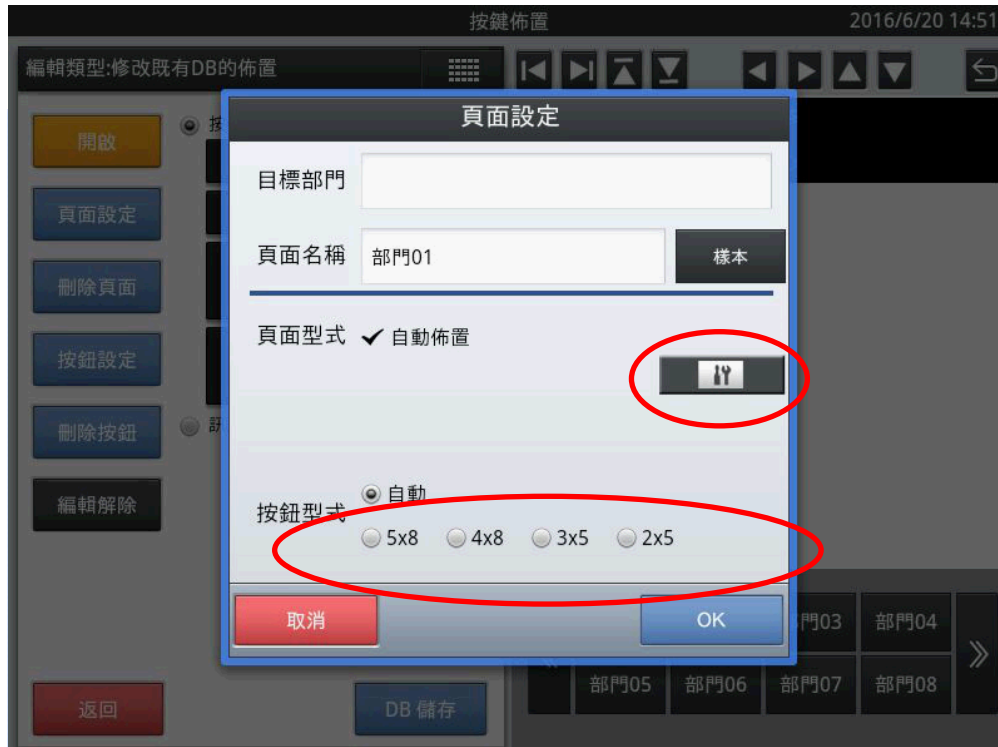 按鍵佈置
2016/6/20 14:51
編輯類型:修改既有DB的佈置
開啟
頁面設定
刪除頁面
按鈕設定
刪除按鈕
編輯解除
返回
按
訊
頁面設定
目標部門
頁面名稱 部門01 樣本
頁面型式 ✔ 自動佈置
按鈕型式 自動
5x8 4x8 3x5 2x5
取消 OK
DB 儲存
部門03 部門04
部門05 部門06 部門07 部門08